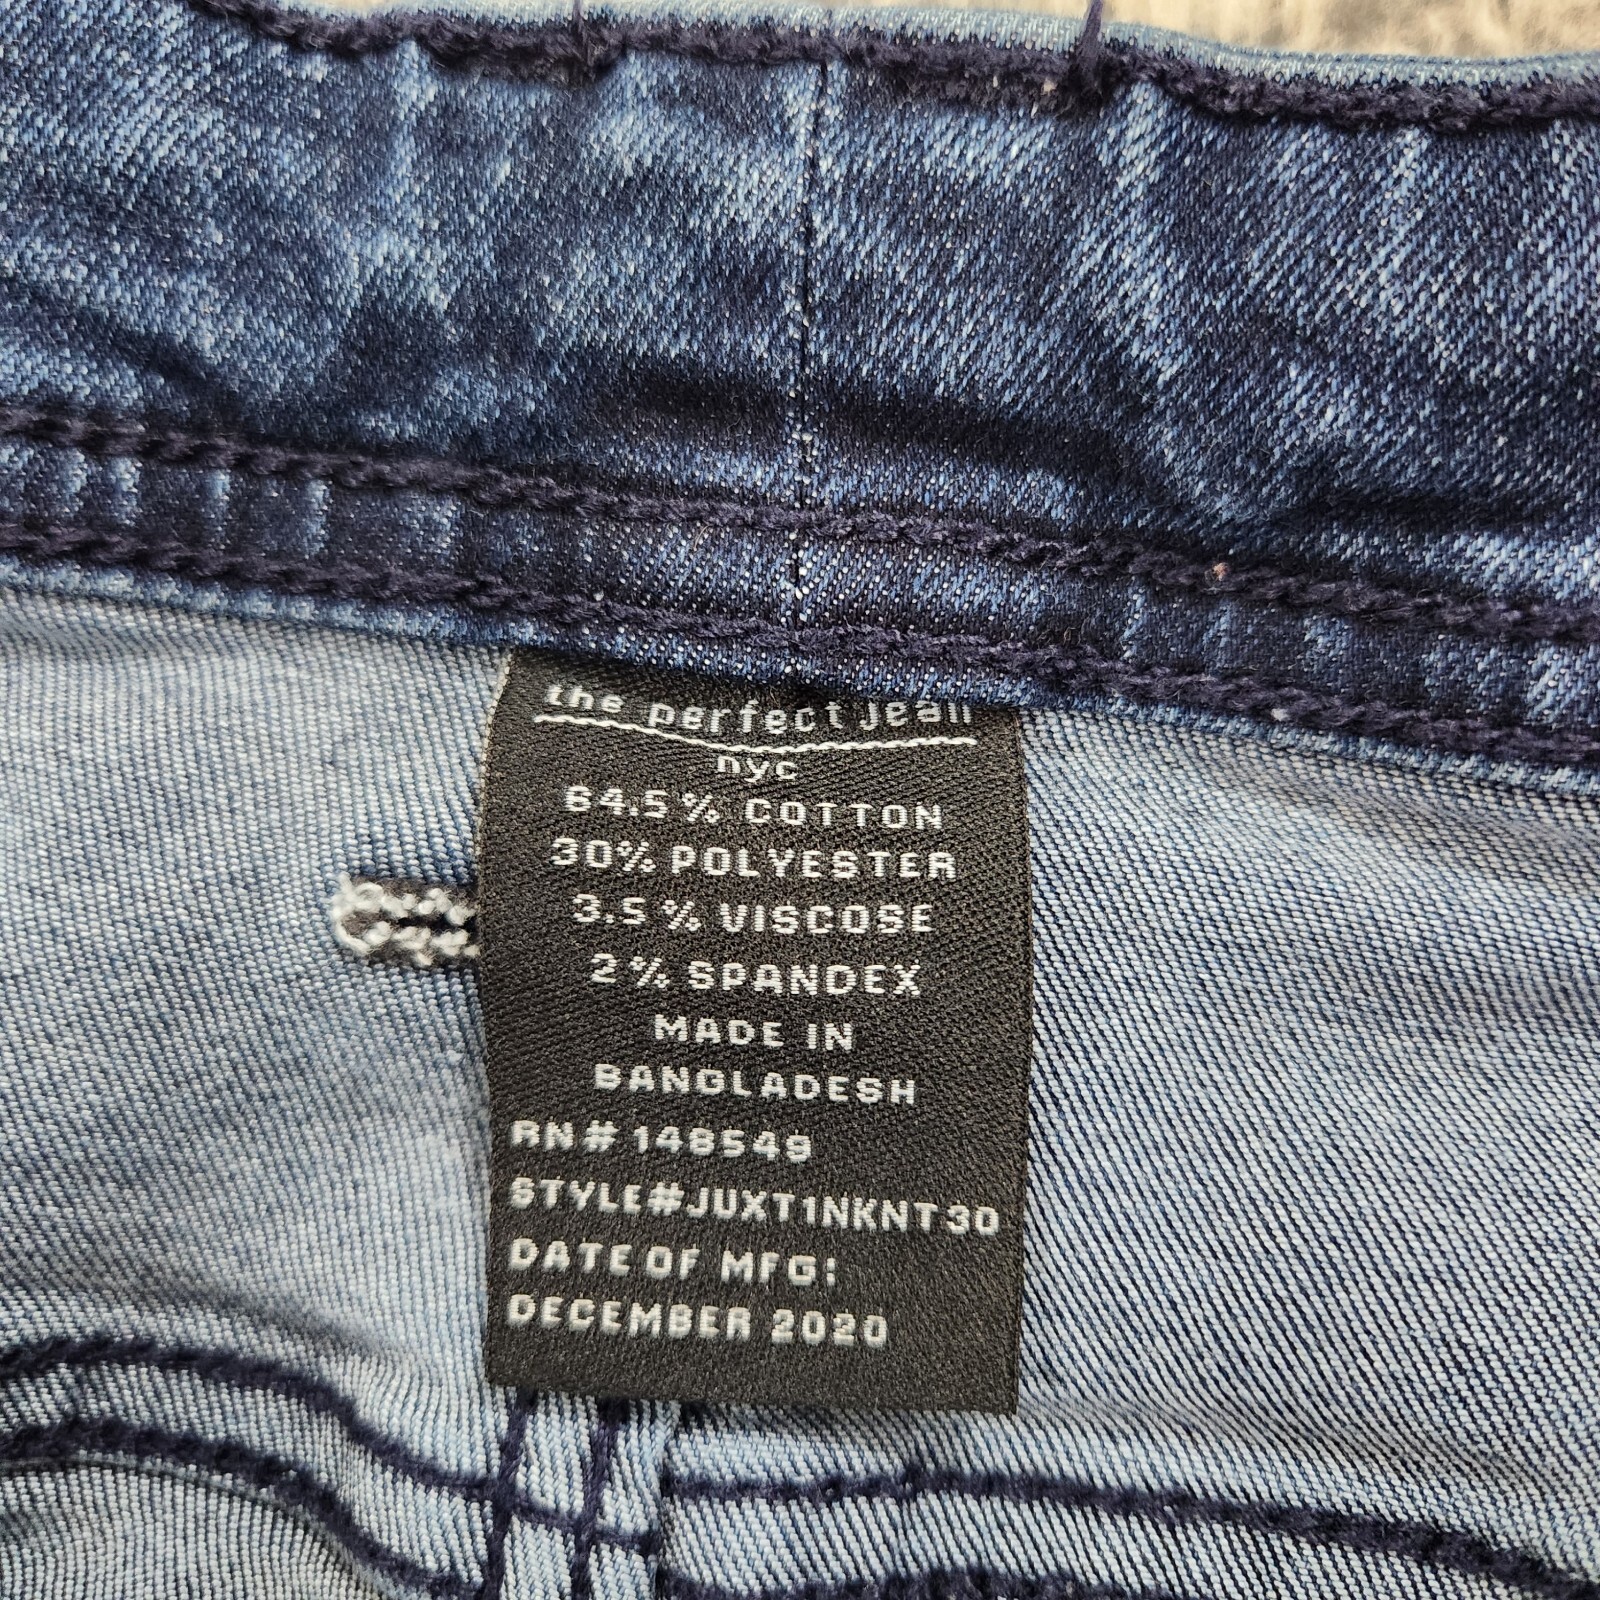 the perfect jean
nyc
64.5% COTTON
30% POLYESTER
3.5% VISCOSE
2% SPANDEX
MADE IN
BANGLADESH
RN# 148549
STYLE#JUXT1NKNT30
DATE OF MFG:
DECEMBER 2020